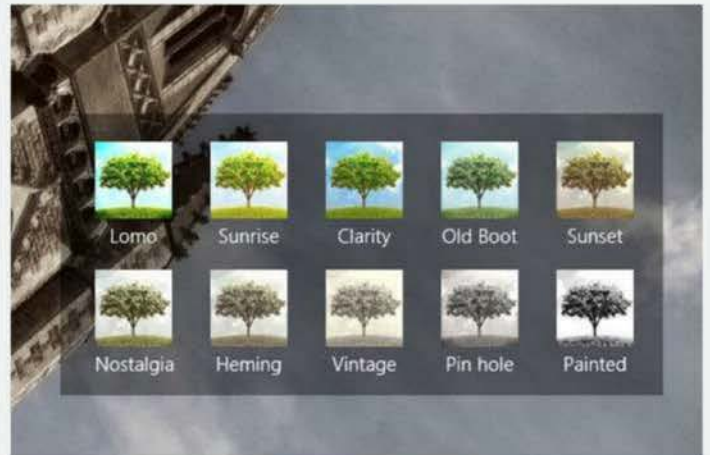 Lomo Sunrise Clarity Old Boot Sunset
Nostalgia Heming Vintage Pin hole Painted